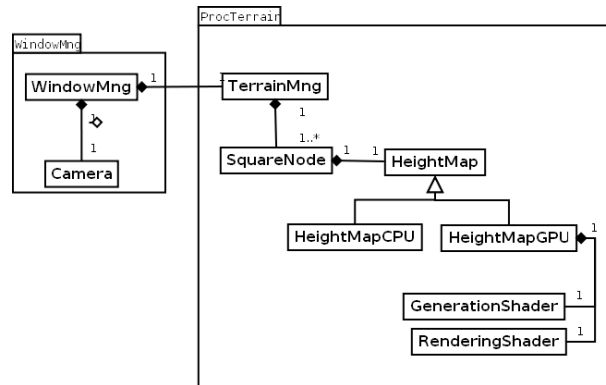 ProcTerrain
WindowMng
WindowMng
1
1
TerrainMng
1
1
1
1..*
Camera
SquareNode
1
1
HeightMap
HeightMapCPU
HeightMapGPU
1
GenerationShader
1
RenderingShader
1